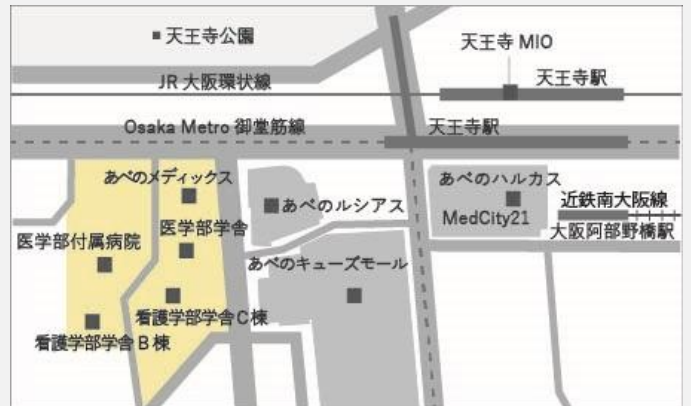 天王寺公園
天王寺 MIO
JR 大阪環状線
天王寺駅
Osaka Metro 御堂筋線
天王寺駅
あべのメディックス
あべのハルカス
あべのルシアス
近鉄南大阪線
MedCity21
医学部学舎
大阪阿部野橋駅
医学部付属病院
あべのキューズモール
看護学部学舎C棟
看護学部学舎B棟